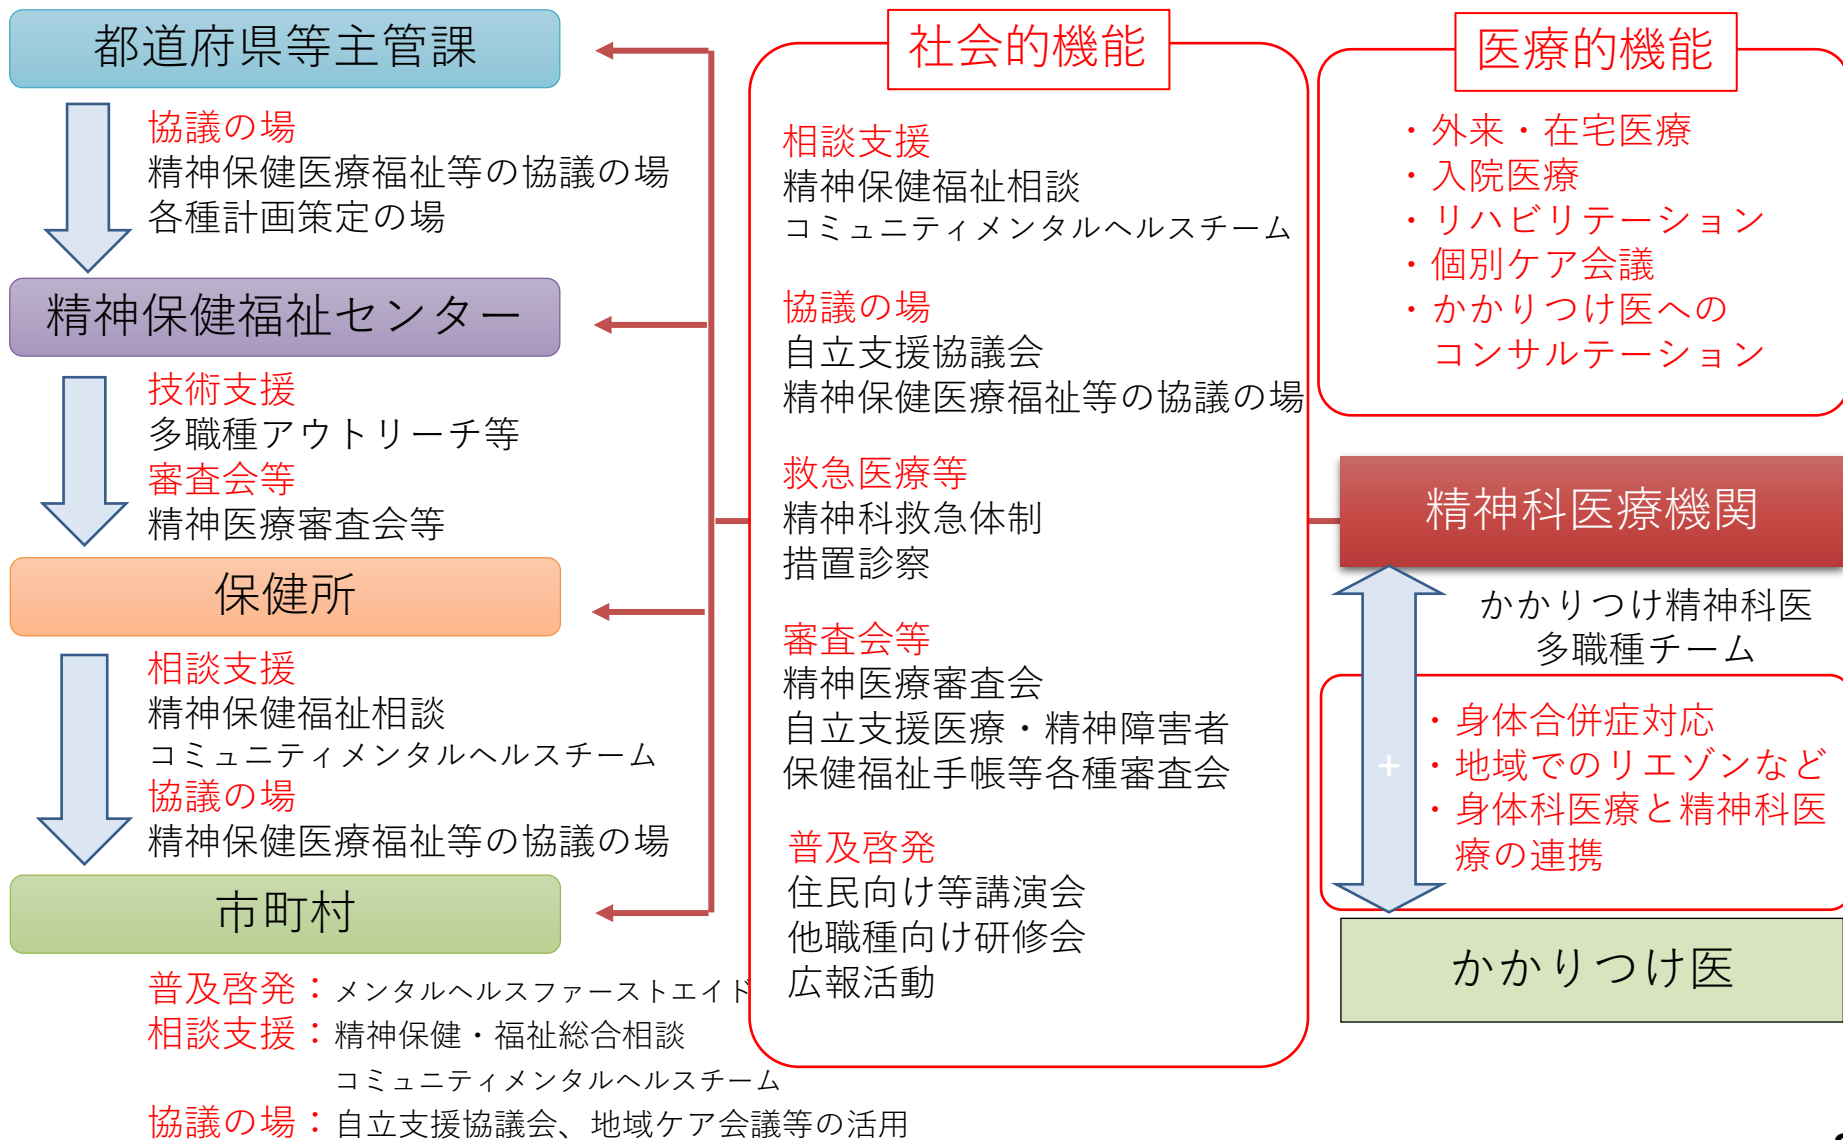 都道府県等主管課
協議の場
精神保健医療福祉等の協議の場
各種計画策定の場
精神保健福祉センター
技術支援
多職種アウトリーチ等
審査会等
精神医療審査会等
保健所
相談支援
精神保健福祉相談
コミュニティメンタルヘルスチーム
協議の場
精神保健医療福祉等の協議の場
市町村
普及啓発：メンタルヘルスファーストエイド
相談支援：精神保健・福祉総合相談
コミュニティメンタルヘルスチーム
協議の場：自立支援協議会、地域ケア会議等の活用
社会的機能
相談支援
精神保健福祉相談
コミュニティメンタルヘルスチーム
協議の場
自立支援協議会
精神保健医療福祉等の協議の場
救急医療等
精神科救急体制
措置診察
審査会等
精神医療審査会
自立支援医療・精神障害者
保健福祉手帳等各種審査会
普及啓発
住民向け等講演会
他職種向け研修会
広報活動
医療的機能
・外来・在宅医療
・入院医療
・リハビリテーション
・個別ケア会議
・かかりつけ医への
コンサルテーション
精神科医療機関
かかりつけ精神科医
多職種チーム
+
・身体合併症対応
・地域でのリエゾンなど
・身体科医療と精神科医
療の連携
かかりつけ医